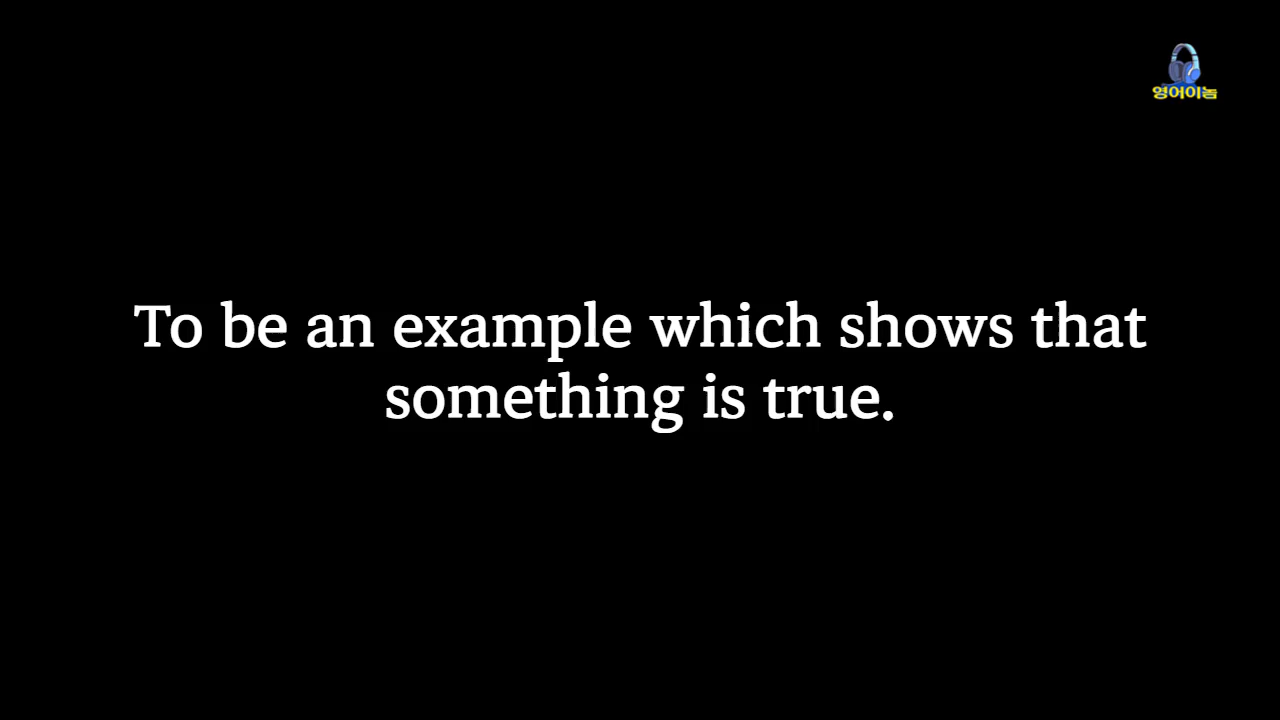 영어이놈
To be an example which shows that
something is true.